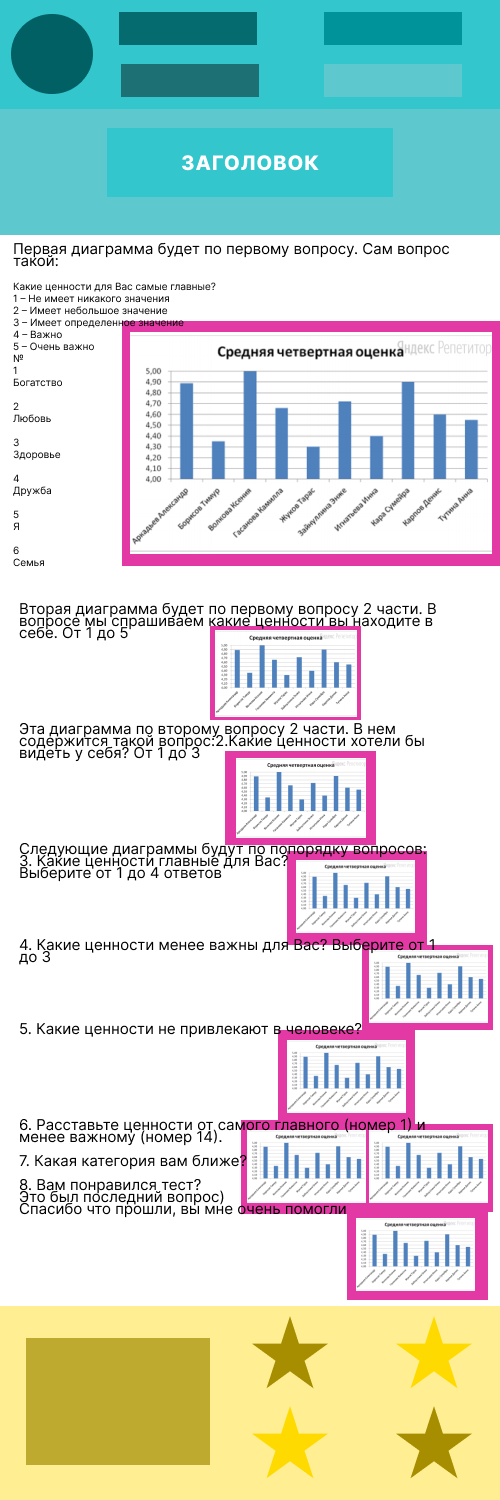 ЗАГОЛОВОК
Первая диаграмма будет по первому вопросу. Сам вопрос
такой:
Какие ценности для Вас самые главные?
1 – Не имеет никакого значения
2 – Имеет небольшое значение
3 – Имеет определенное значение
4 – Важно
5 – Очень важно
№
1
Богатство
2
Любовь
3
Здоровье
4
Дружба
5
Я
6
Семья
Яндекс Репетитор
Средняя четвертная оценка
5,00
4,90
4,80
4,70
4,60
4,50
4,40
4,30
4,20
4,10
4,00
Аркадьев Александр
Борисов Тимур
Волкова Ксения
Гасанова Камилла
Жуков Тарас
Зайнуллина Энже
Игнатьева Инна
Кара Сумейра
Карпов Денис
Тутина Анна
Вторая диаграмма будет по первому вопросу 2 части. В
вопросе мы спрашиваем какие ценности вы находите в
себе. От 1 до 5'
Средняя четвертная оценка
Эта диаграмма по второму вопросу 2 части. В нем
содержится такой вопрос:2.Какие ценности хотели бы
видеть у себя? От 1 до 3
Средняя четвертная оценка
Следующие диаграммы будут по попорядку вопросов:
3. Какие ценности главные для Вас?
Выберите от 1 до 4 ответов
Средняя четвертная оценка
4. Какие ценности менее важны для Вас? Выберите от 1
до 3
Средняя четвертная оценка
5. Какие ценности не привлекают в человеке?
Средняя четвертная оценка
6. Расставьте ценности от самого главного (номер 1) и
менее важному (номер 14).
Средняя четвертная оценка
Средняя четвертная оценка
7. Какая категория вам ближе?
8. Вам понравился тест?
Это был последний вопрос)
Спасибо что прошли, вы мне очень помогли
Средняя четвертная оценка